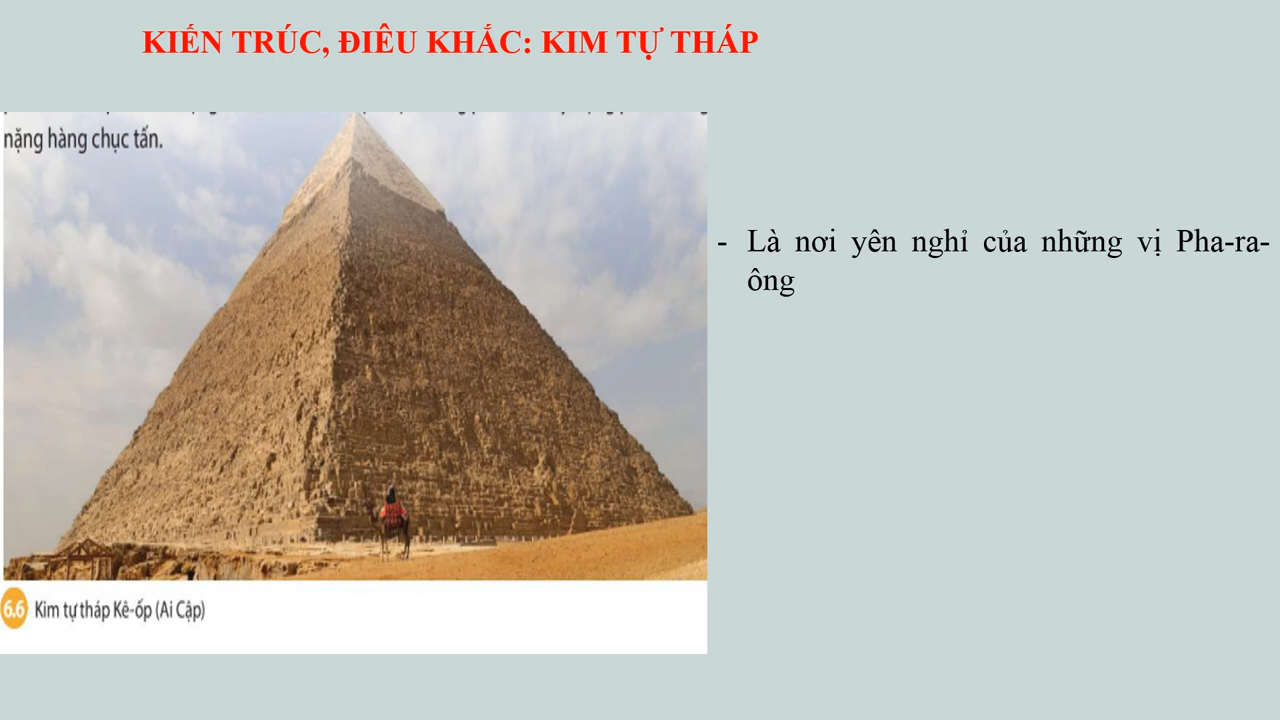 KIẾN TRÚC, ĐIÊU KHẮC: KIM TỰ THÁP
nặng hàng chục tấn.
- Là nơi yên nghỉ của những vị Pha-ra-
ông
6.6 Kim tự tháp Kê-ốp (Ai Cập)